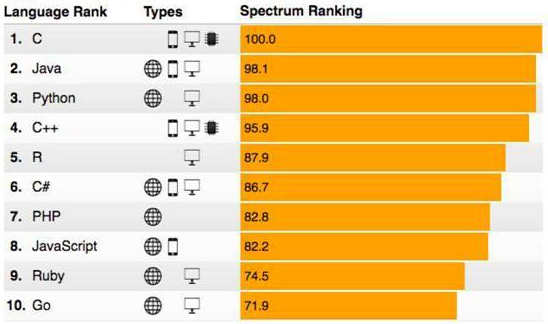 Language Rank Types Spectrum Ranking
1. C 100.0
2. Java 98.1
3. Python 98.0
4. C++ 95.9
5. R 87.9
6. C# 86.7
7. PHP 82.8
8. JavaScript 82.2
9. Ruby 74.5
10. Go 71.9